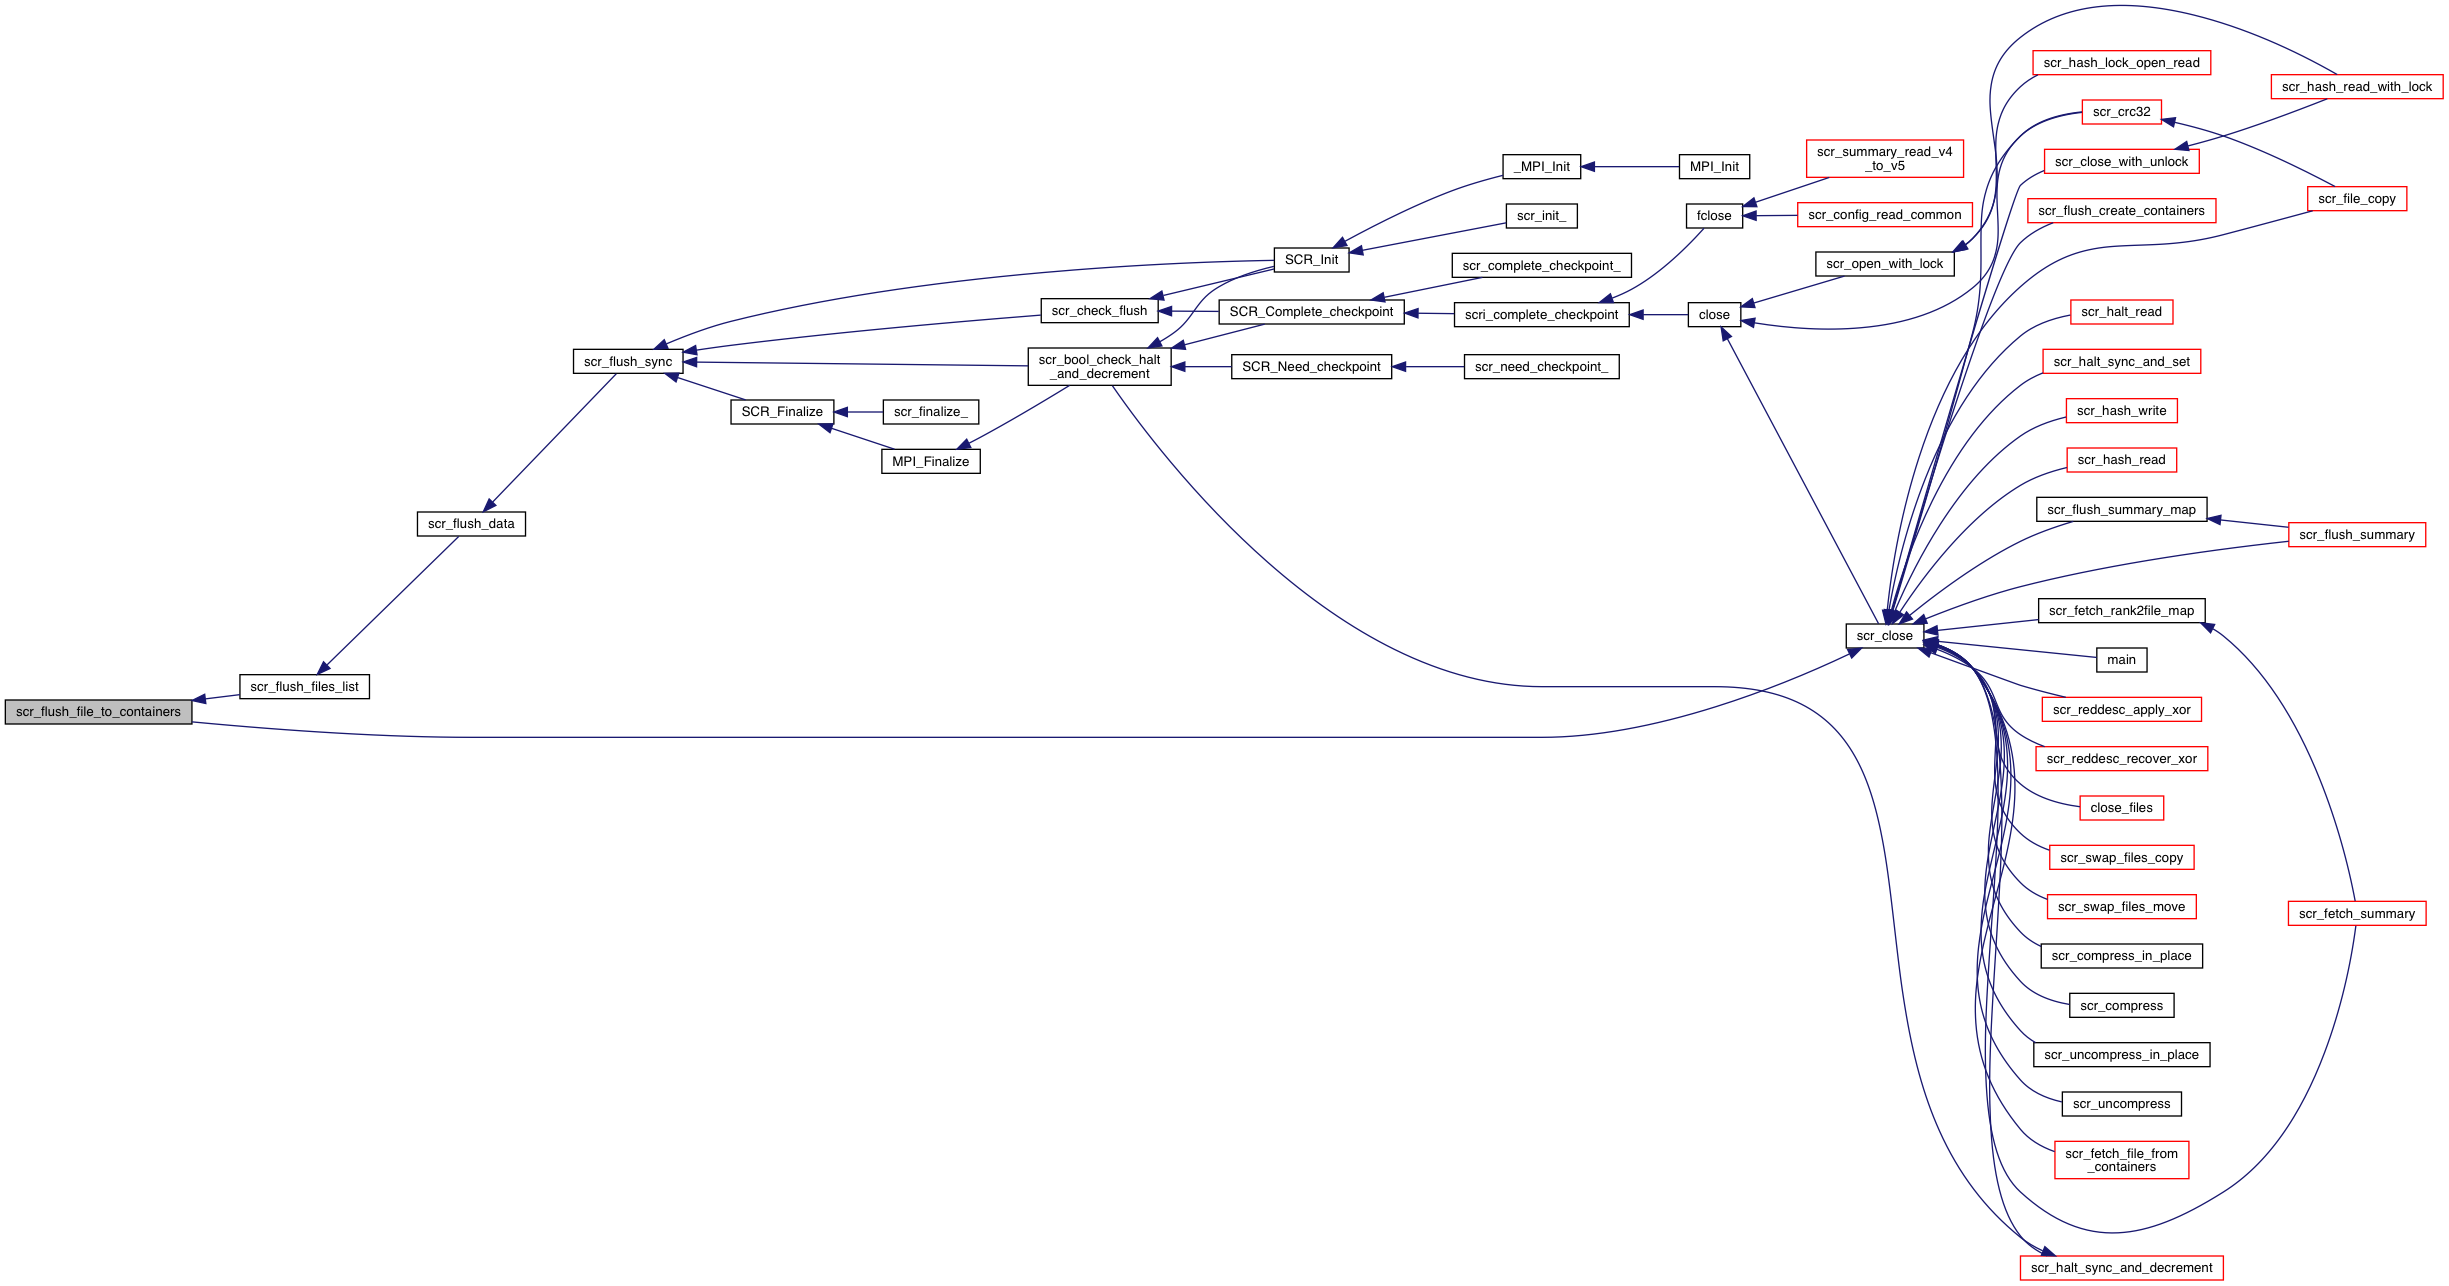 scr_flush_file_to_containers
scr_flush_files_list
scr_flush_data
scr_flush_sync
SCR_Finalize
scr_finalize_
MPI_Finalize
scr_check_flush
scr_bool_check_halt
_and_decrement
SCR_Init
SCR_Complete_checkpoint
SCR_Need_checkpoint
_MPI_Init
MPI_Init
scr_init_
scr_complete_checkpoint_
scri_complete_checkpoint
scr_need_checkpoint_
fclose
close
scr_summary_read_v4
_to_v5
scr_config_read_common
scr_open_with_lock
scr_close
scr_hash_lock_open_read
scr_crc32
scr_close_with_unlock
scr_flush_create_containers
scr_halt_read
scr_halt_sync_and_set
scr_hash_write
scr_hash_read
scr_flush_summary_map
scr_fetch_rank2file_map
main
scr_reddesc_apply_xor
scr_reddesc_recover_xor
close_files
scr_swap_files_copy
scr_swap_files_move
scr_compress_in_place
scr_compress
scr_uncompress_in_place
scr_uncompress
scr_fetch_file_from
_containers
scr_halt_sync_and_decrement
scr_hash_read_with_lock
scr_file_copy
scr_flush_summary
scr_fetch_summary